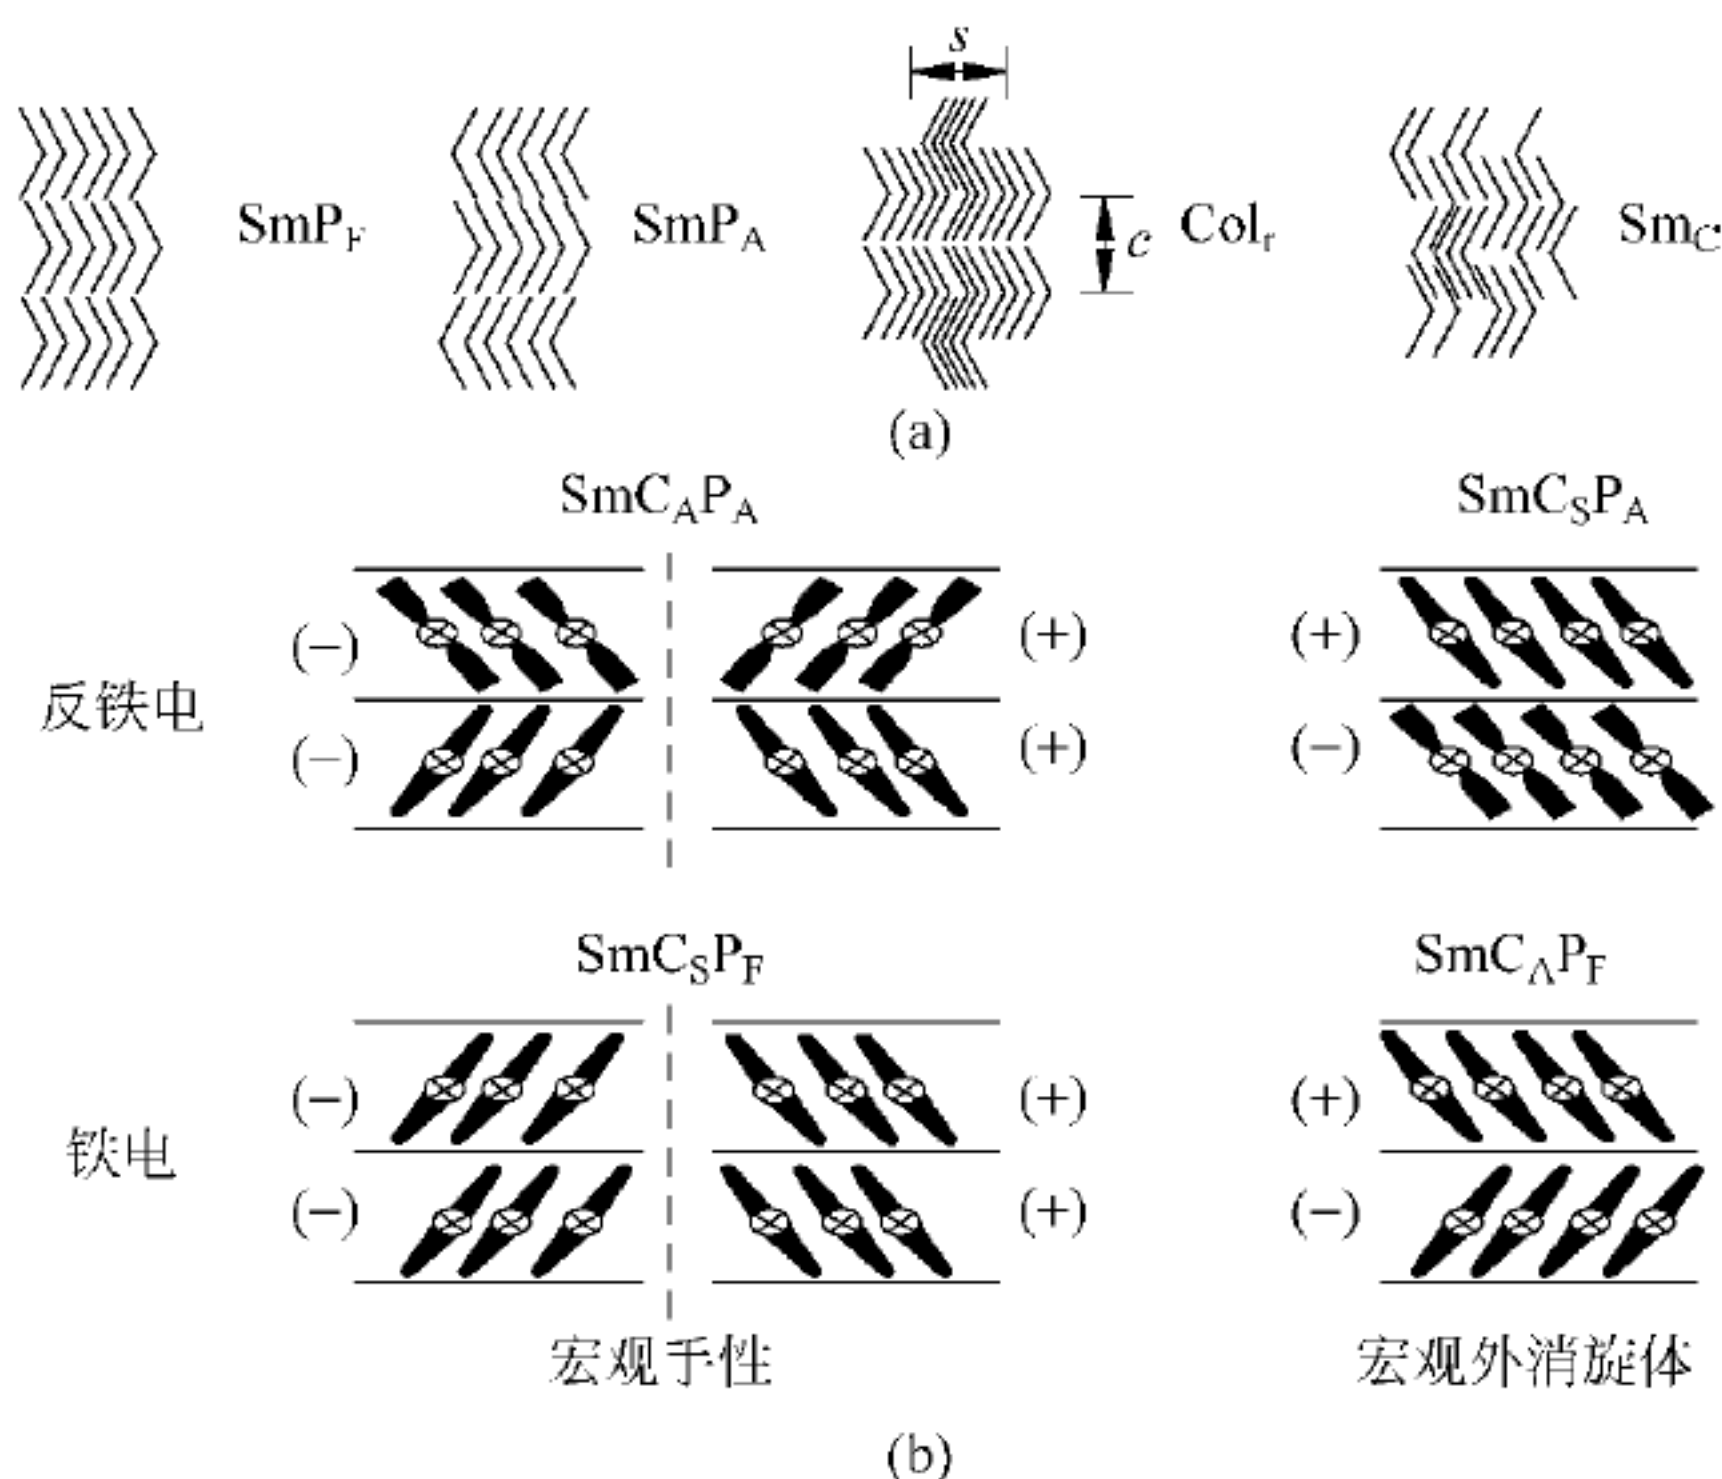 s
SmP_F SmP_A c Col_r Sm_C
(a)
SmC_AP_A SmC_SP_A
(−) (+) (+)
反铁电
(−) (+) (−)
SmC_SP_F SmC_AP_F
(−) (+) (+)
铁电
(−) (+) (−)
宏观手性 宏观外消旋体
(b)